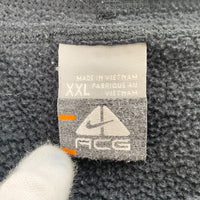 MADE IN VIETNAM
XXL FABRIQUÉ AU
VIETNAM
ACG